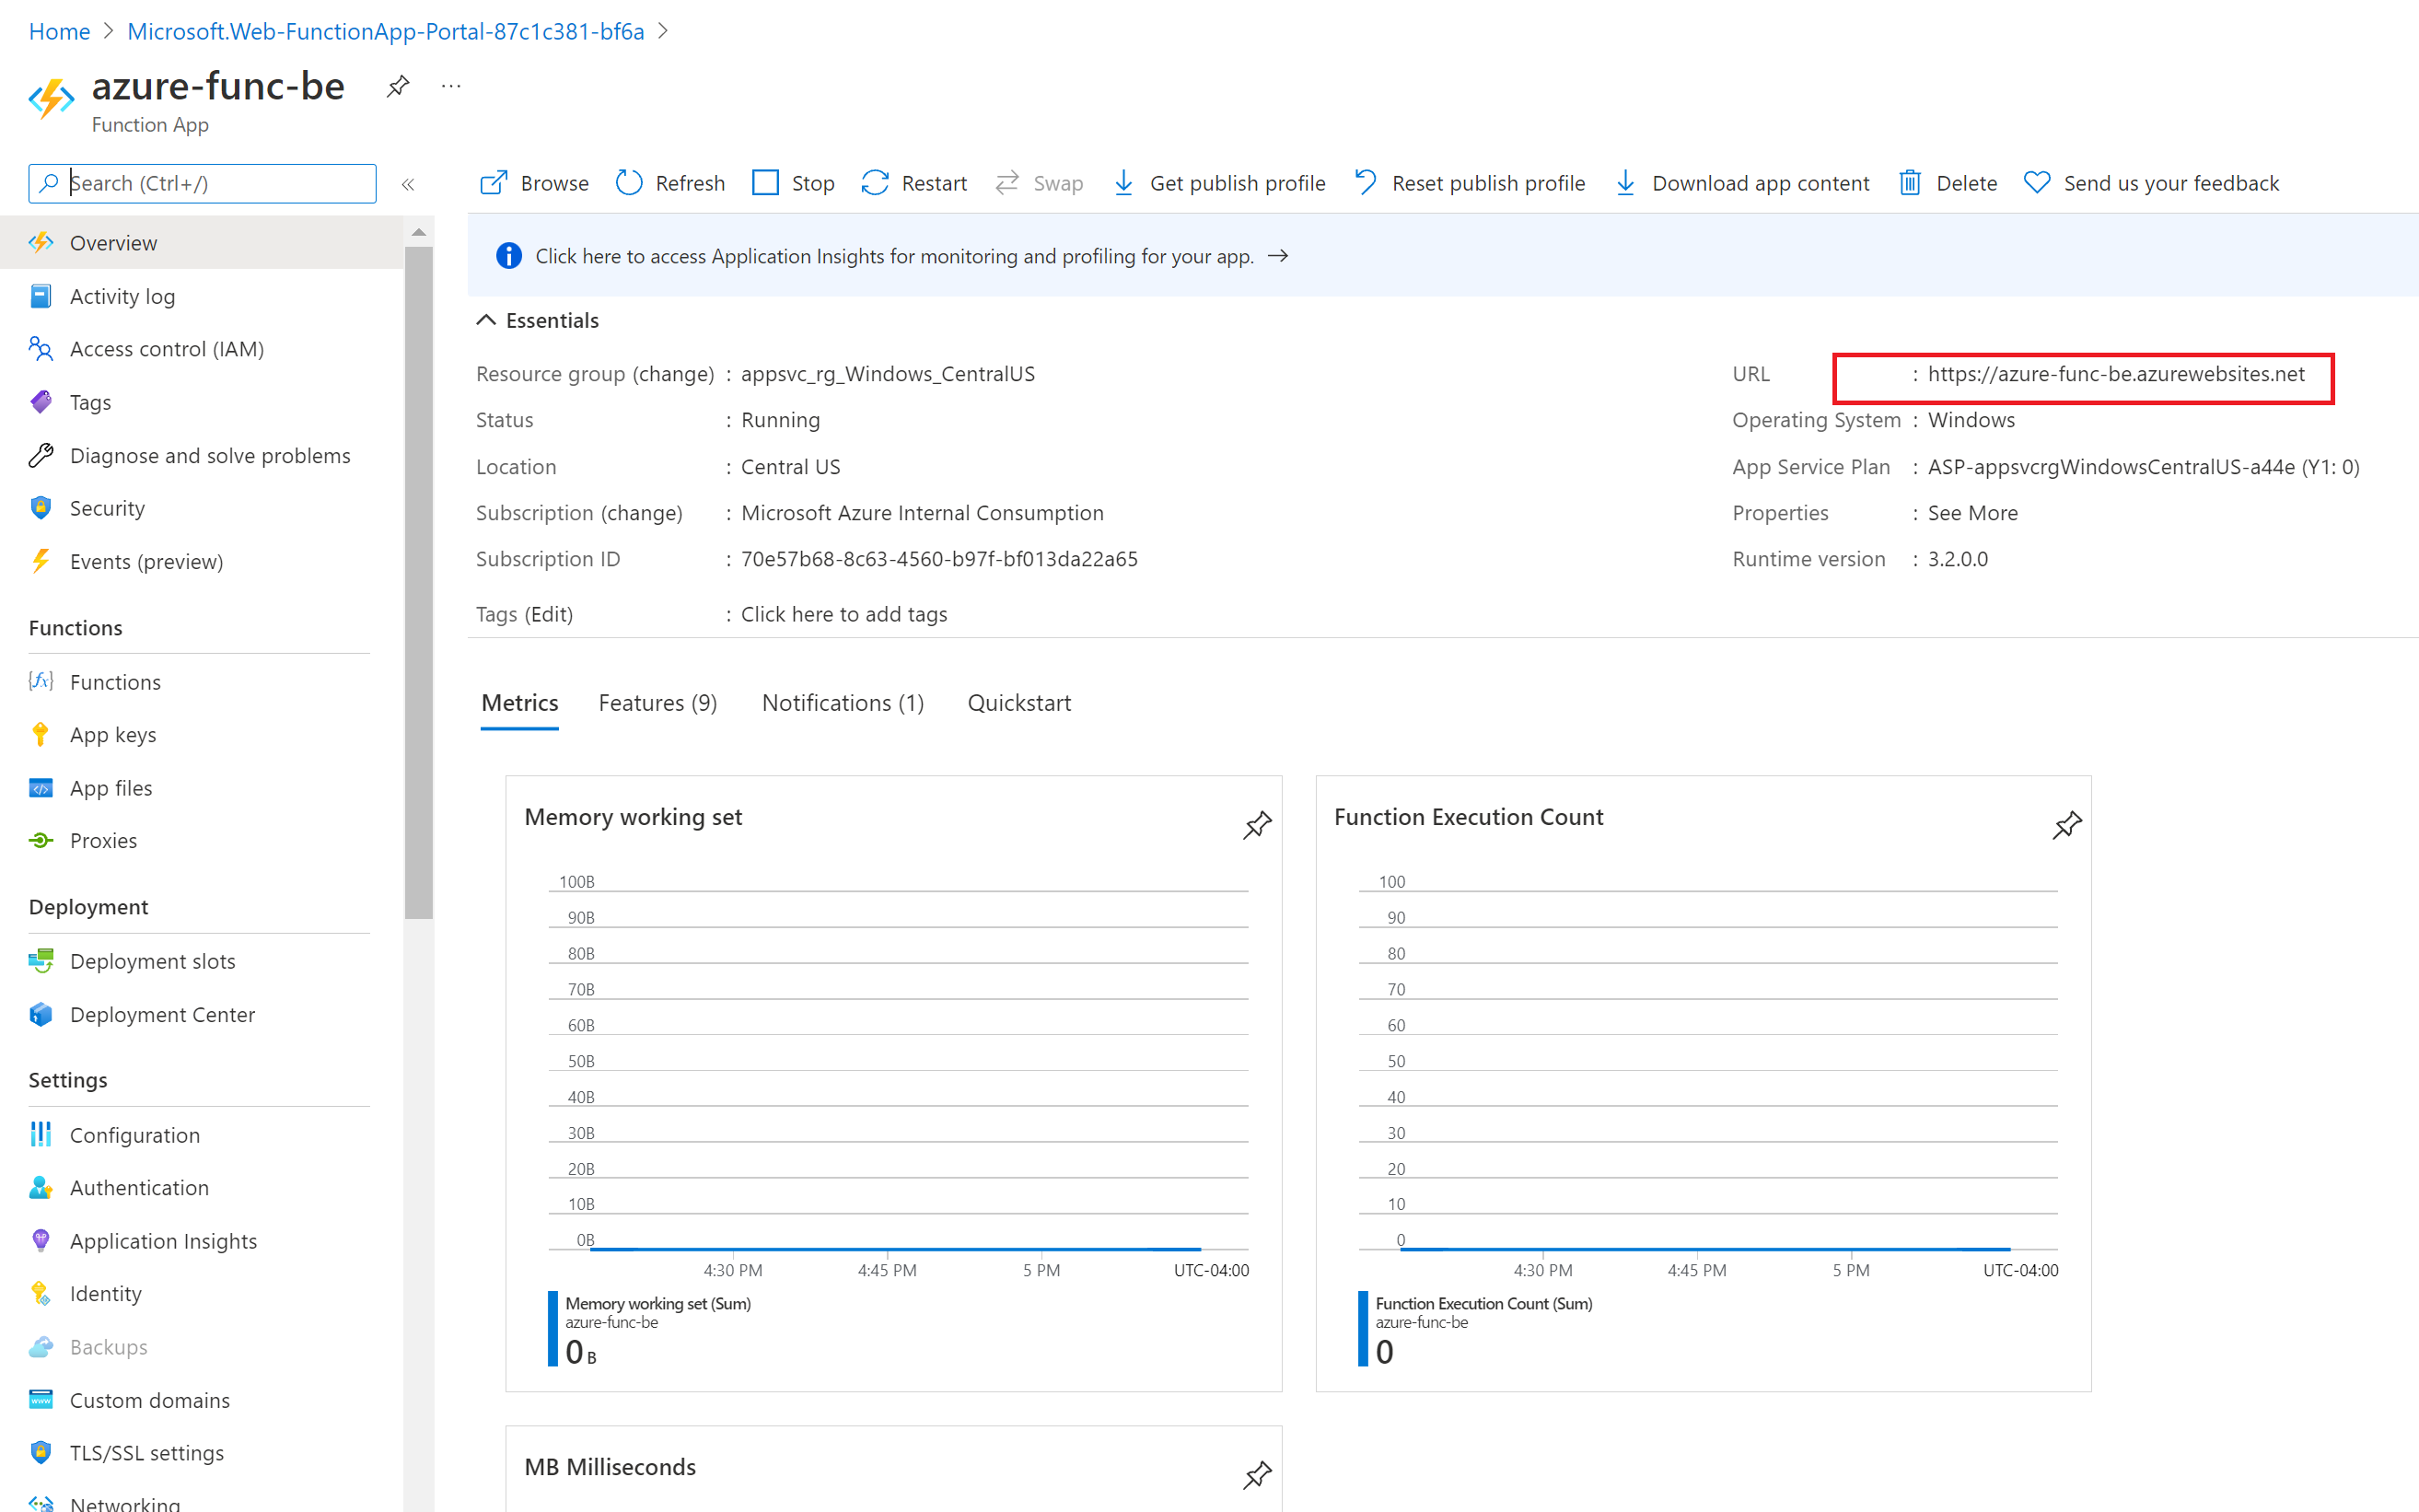 Home > Microsoft.Web-FunctionApp-Portal-87c1c381-bf6a >
azure-func-be
Function App
Search (Ctrl+/)
Overview
Activity log
Access control (IAM)
Tags
Diagnose and solve problems
Security
Events (preview)
Functions
Functions
App keys
App files
Proxies
Deployment
Deployment slots
Deployment Center
Settings
Configuration
Authentication
Application Insights
Identity
Backups
Custom domains
TLS/SSL settings
Networking
Browse Refresh Stop Restart Swap Get publish profile Reset publish profile Download app content Delete Send us your feedback
Click here to access Application Insights for monitoring and profiling for your app. →
Essentials
Resource group (change) : appsvc_rg_Windows_CentralUS
Status : Running
Location : Central US
Subscription (change) : Microsoft Azure Internal Consumption
Subscription ID : 70e57b68-8c63-4560-b97f-bf013da22a65
Tags (Edit) : Click here to add tags
URL : https://azure-func-be.azurewebsites.net
Operating System : Windows
App Service Plan : ASP-appsvcrgWindowsCentralUS-a44e (Y1: 0)
Properties : See More
Runtime version : 3.2.0.0
Metrics Features (9) Notifications (1) Quickstart
Memory working set
100B
90B
80B
70B
60B
50B
40B
30B
20B
10B
0B
4:30 PM 4:45 PM 5 PM UTC-04:00
Memory working set (Sum)
azure-func-be
0 B
Function Execution Count
100
90
80
70
60
50
40
30
20
10
0
4:30 PM 4:45 PM 5 PM UTC-04:00
Function Execution Count (Sum)
azure-func-be
0
MB Milliseconds